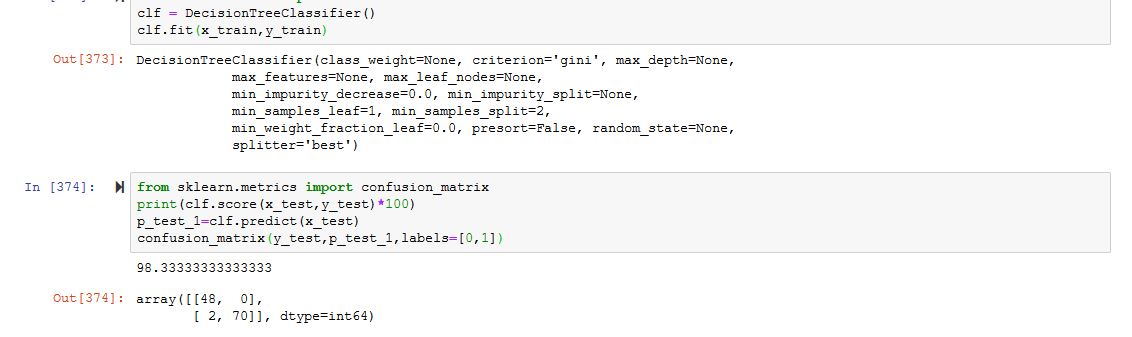 clf = DecisionTreeClassifier()
clf.fit(x_train,y_train)
Out[373]: DecisionTreeClassifier(class_weight=None, criterion='gini', max_depth=None,
max_features=None, max_leaf_nodes=None,
min_impurity_decrease=0.0, min_impurity_split=None,
min_samples_leaf=1, min_samples_split=2,
min_weight_fraction_leaf=0.0, presort=False, random_state=None,
splitter='best')
In [374]: from sklearn.metrics import confusion_matrix
print(clf.score(x_test,y_test)*100)
p_test_1=clf.predict(x_test)
confusion_matrix(y_test,p_test_1,labels=[0,1])
98.33333333333333
Out[374]: array([[48,  0],
[ 2, 70]], dtype=int64)